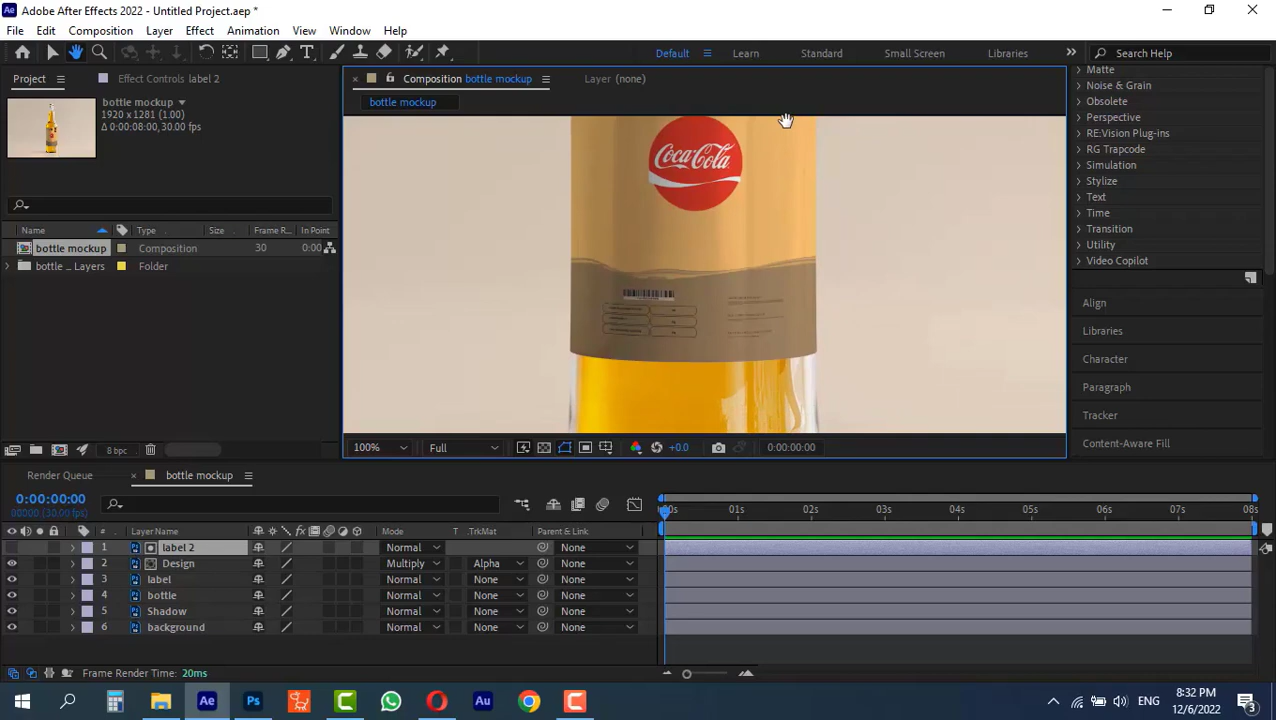 Adobe After Effects 2022 - Untitled Project.aep *
File Edit Composition Layer Effect Animation View Window Help
Default Learn Standard Small Screen Libraries Search Help
Project Effect Controls label 2
Composition bottle mockup Layer (none)
bottle mockup
bottle mockup
1920 x 1281 (1.00)
Δ 0:00:08:00, 30.00 fps
Coca-Cola
Name Type Size Frame R... In Point
bottle mockup Composition 30 0:00
bottle ... Layers Folder
8 bpc
100% Full +0.0 0:00:00:00
Matte
Noise & Grain
Obsolete
Perspective
RE:Vision Plug-ins
RG Trapcode
Simulation
Stylize
Text
Time
Transition
Utility
Video Copilot
Align
Libraries
Character
Paragraph
Tracker
Content-Aware Fill
Render Queue bottle mockup
0:00:00:00
00000 (30.00 fps)
:00s 01s 02s 03s 04s 05s 06s 07s 08s
# Layer Name Mode T .TrkMat Parent & Link
1 label 2 Normal None
2 Design Multiply Alpha None
3 label Normal None None
4 bottle Normal None None
5 Shadow Normal None None
6 background Normal None None
Frame Render Time: 20ms
ENG 8:32 PM
12/6/2022 3